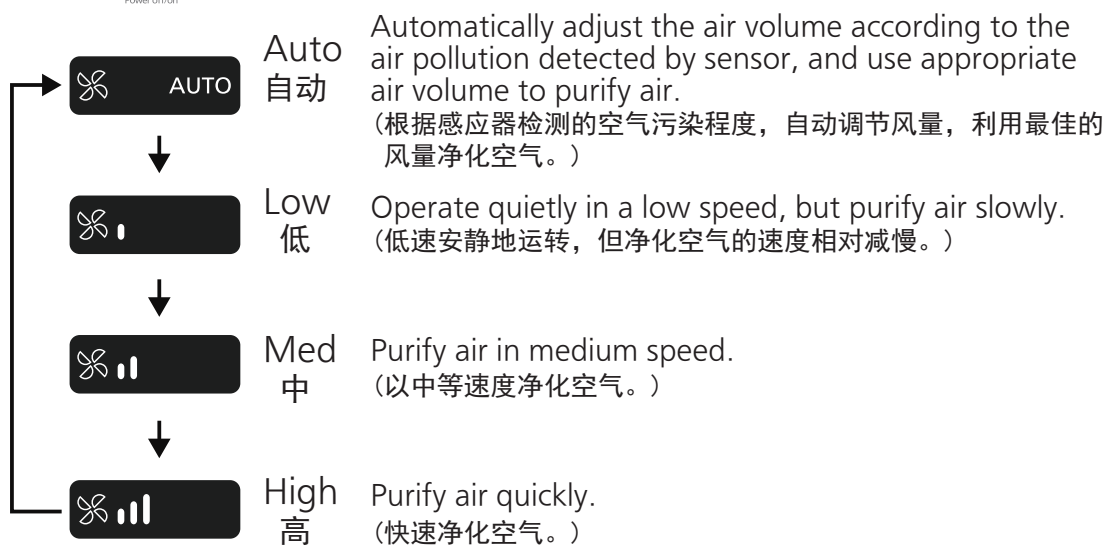 Power off/on
AUTO
Auto
自动
Automatically adjust the air volume according to the
air pollution detected by sensor, and use appropriate
air volume to purify air.
(根据感应器检测的空气污染程度，自动调节风量，利用最佳的
风量净化空气。)
Low
低
Operate quietly in a low speed, but purify air slowly.
(低速安静地运转，但净化空气的速度相对减慢。)
Med
中
Purify air in medium speed.
(以中等速度净化空气。)
High
高
Purify air quickly.
(快速净化空气。)